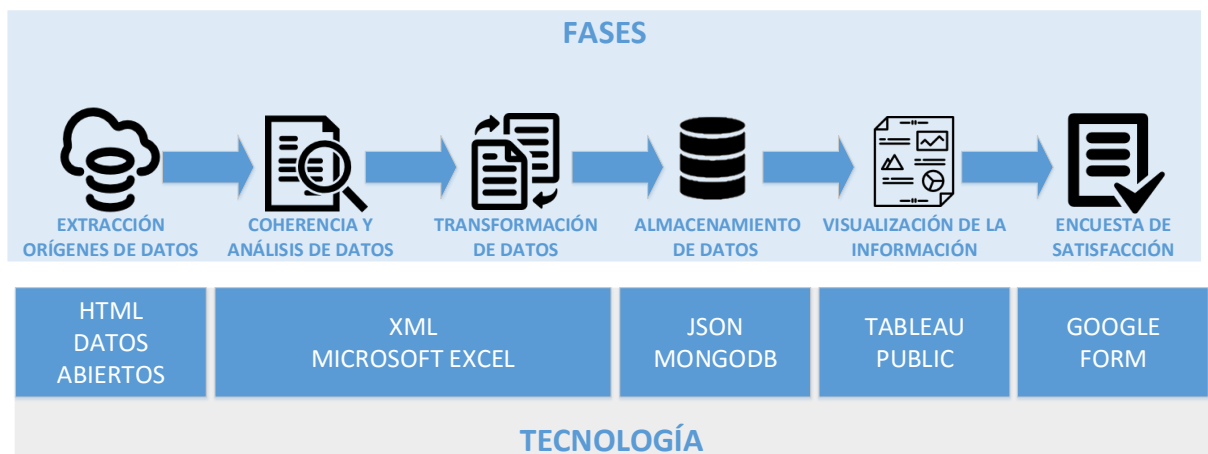 FASES
EXTRACCIÓN
ORÍGENES DE DATOS
COHERENCIA Y
ANÁLISIS DE DATOS
TRANSFORMACIÓN
DE DATOS
ALMACENAMIENTO
DE DATOS
VISUALIZACIÓN DE LA
INFORMACIÓN
ENCUESTA DE
SATISFACCIÓN
HTML
DATOS
ABIERTOS
XML
MICROSOFT EXCEL
JSON
MONGODB
TABLEAU
PUBLIC
GOOGLE
FORM
TECNOLOGÍA